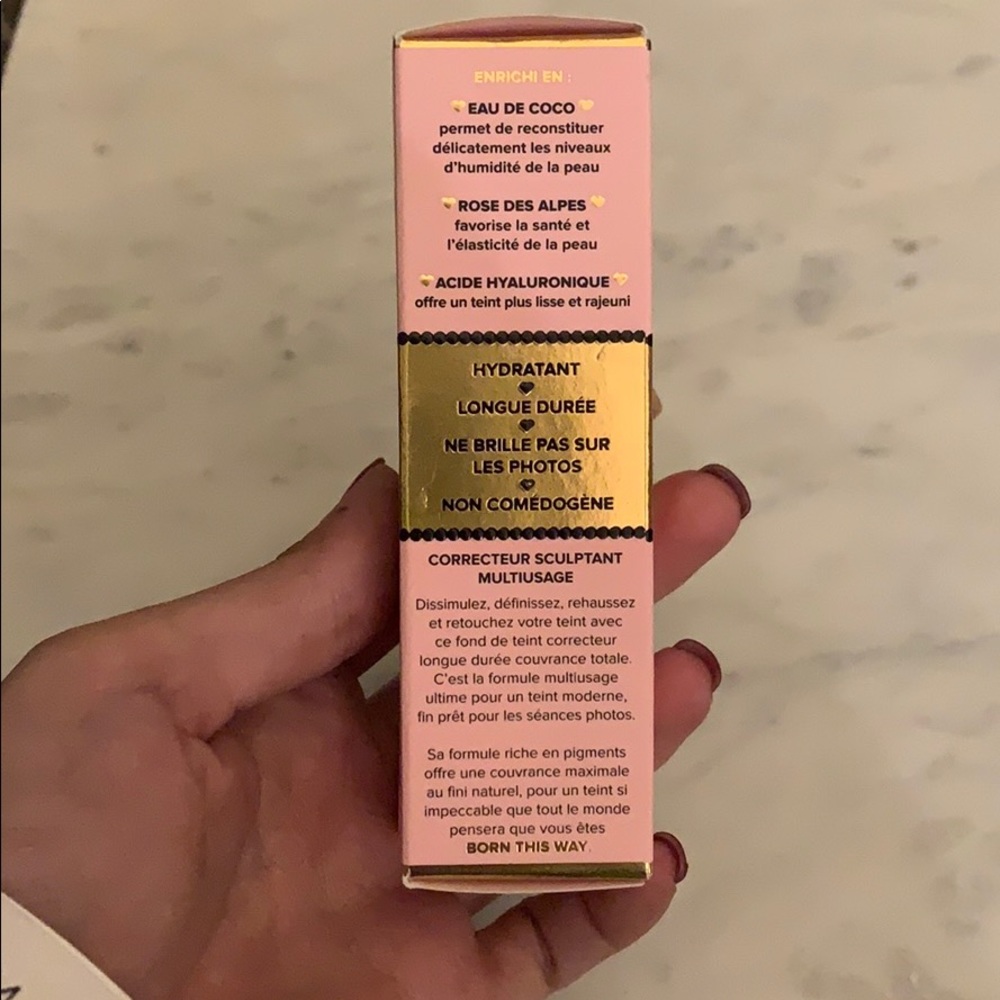 ENRICHI EN :
EAU DE COCO
permet de reconstituer
délicatement les niveaux
d'humidité de la peau
ROSE DES ALPES
favorise la santé et
l'élasticité de la peau
ACIDE HYALURONIQUE
offre un teint plus lisse et rajeuni
HYDRATANT
LONGUE DURÉE
NE BRILLE PAS SUR
LES PHOTOS
NON COMÉDOGÈNE
CORRECTEUR SCULPTANT
MULTIUSAGE
Dissimulez, définissez, rehaussez
et retouchez votre teint avec
ce fond de teint correcteur
longue durée couvrance totale.
C'est la formule multiusage
ultime pour un teint moderne,
fin prêt pour les séances photos.
Sa formule riche en pigments
offre une couvrance maximale
au fini naturel, pour un teint si
impeccable que tout le monde
pensera que vous êtes
BORN THIS WAY.